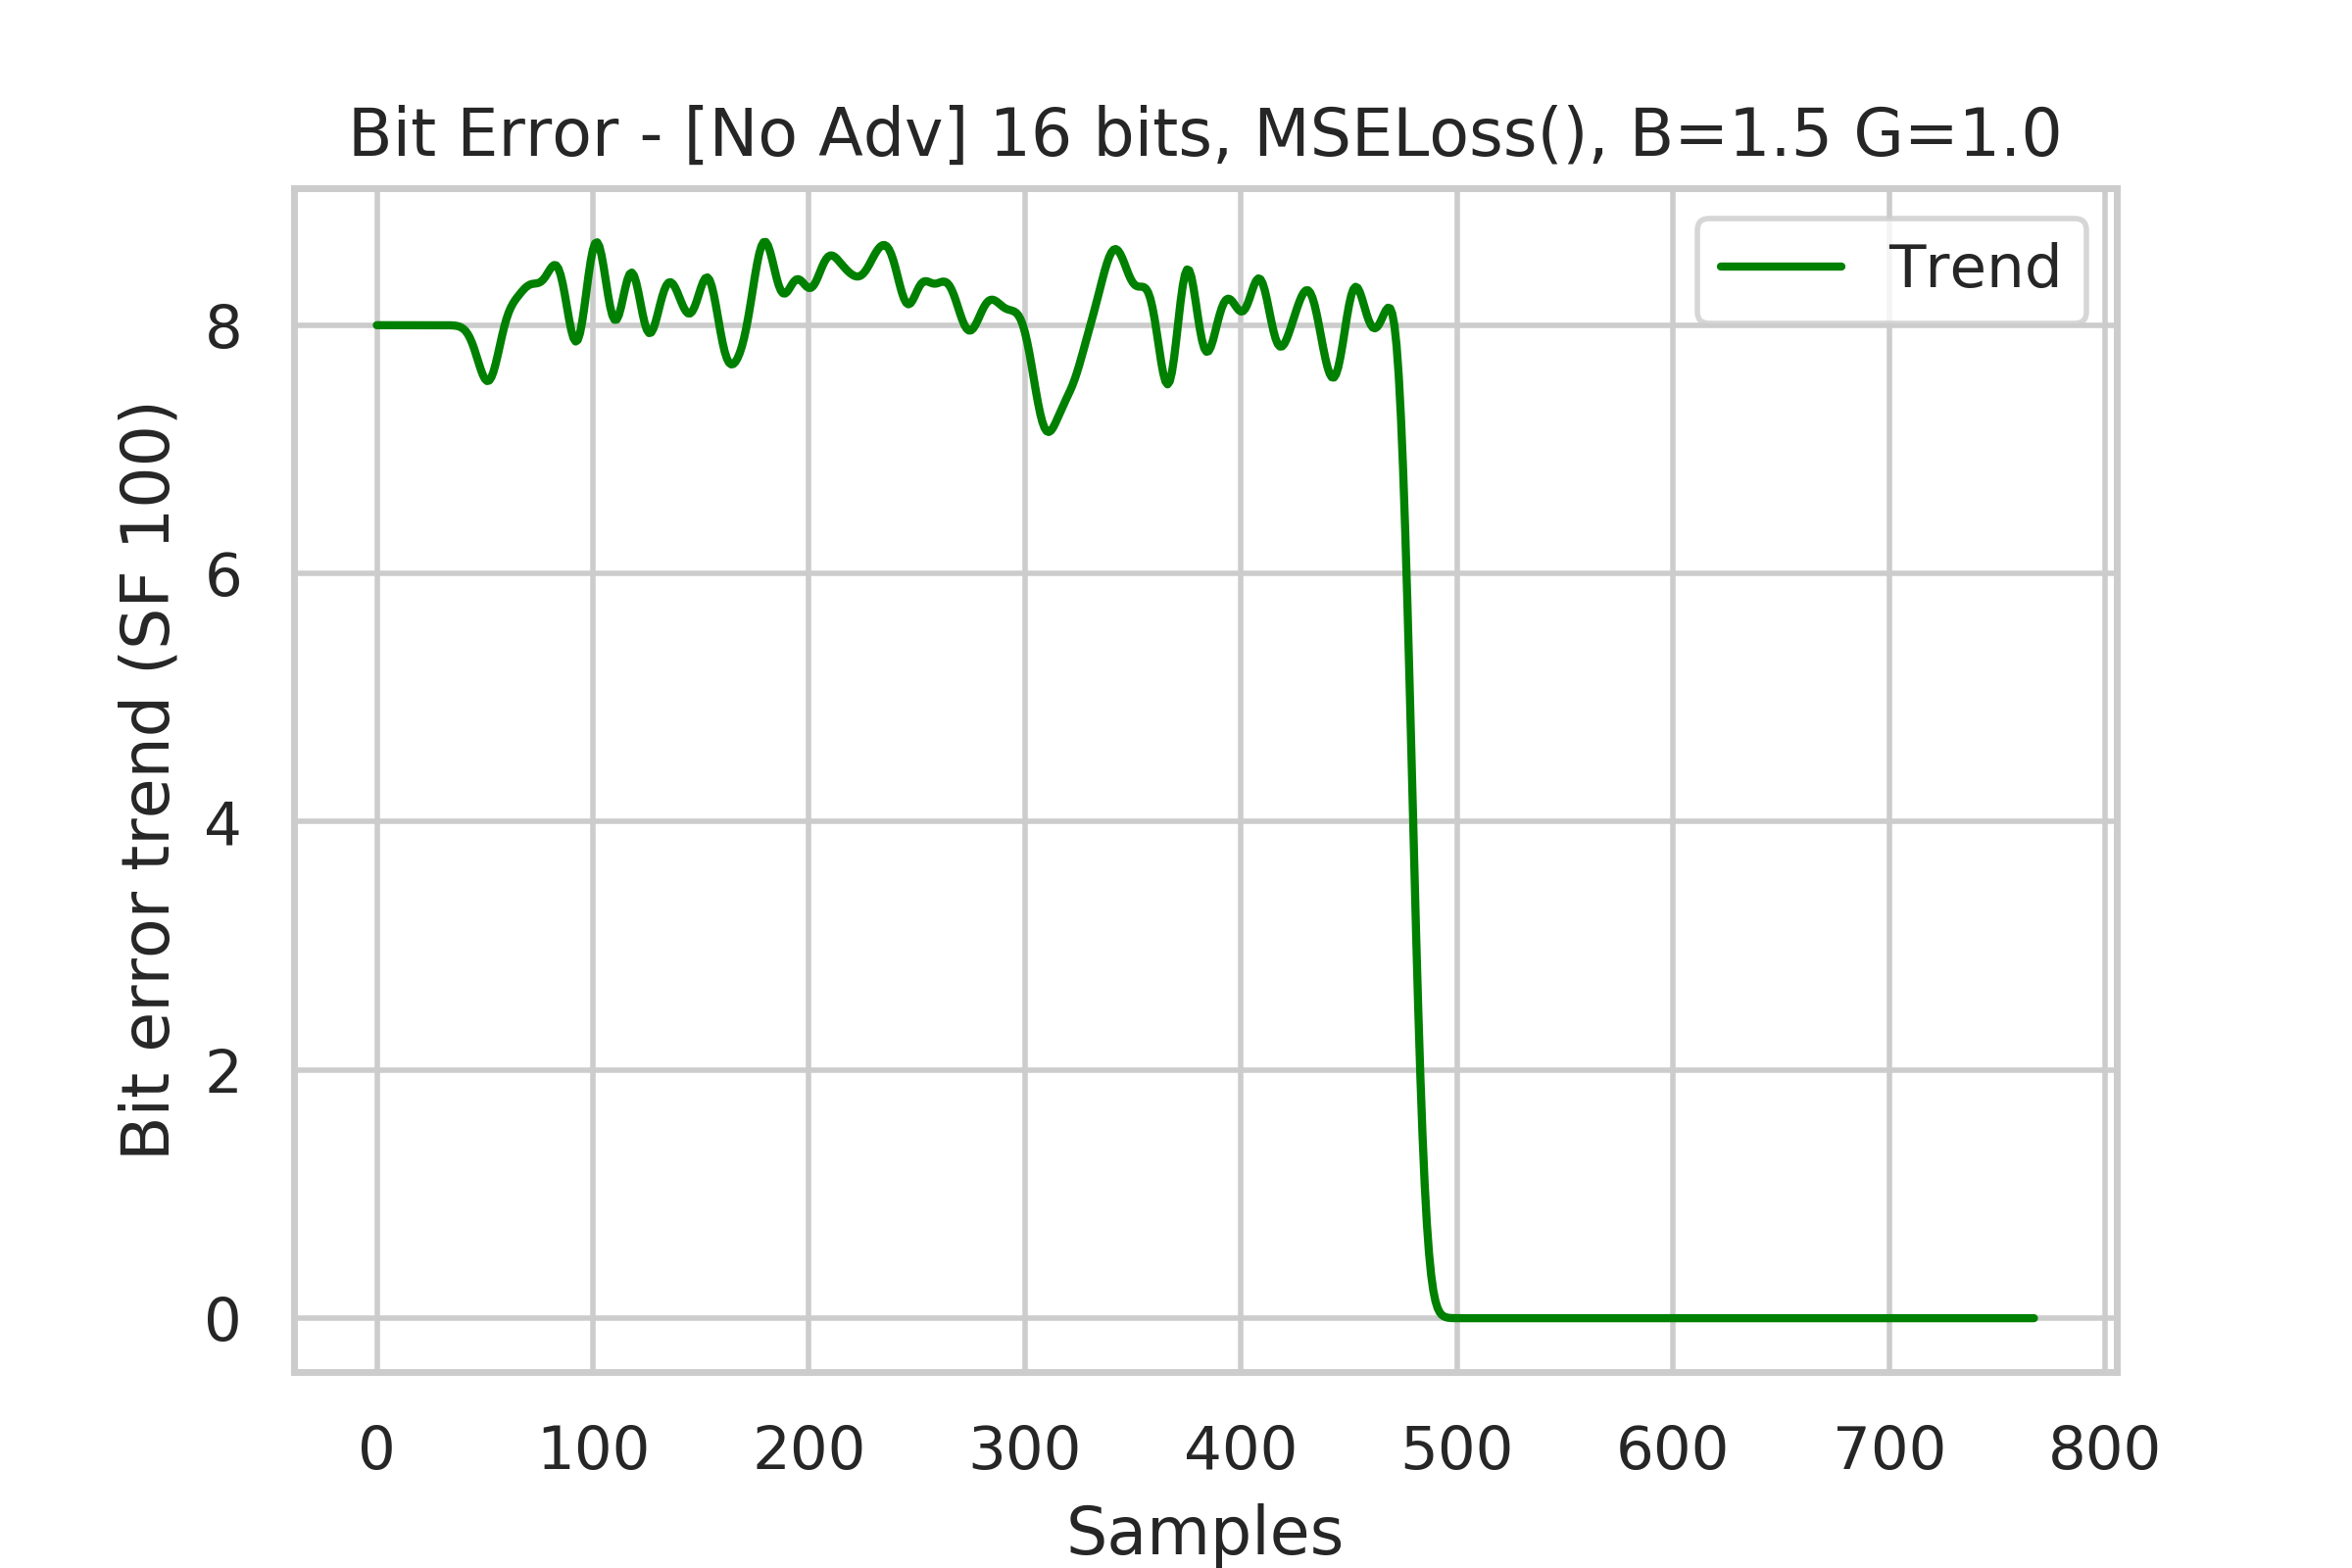 Bit Error - [No Adv] 16 bits, MSELoss(), B=1.5 G=1.0
Trend
Bit error trend (SF 100)
8
6
4
2
0
0 100 200 300 400 500 600 700 800
Samples